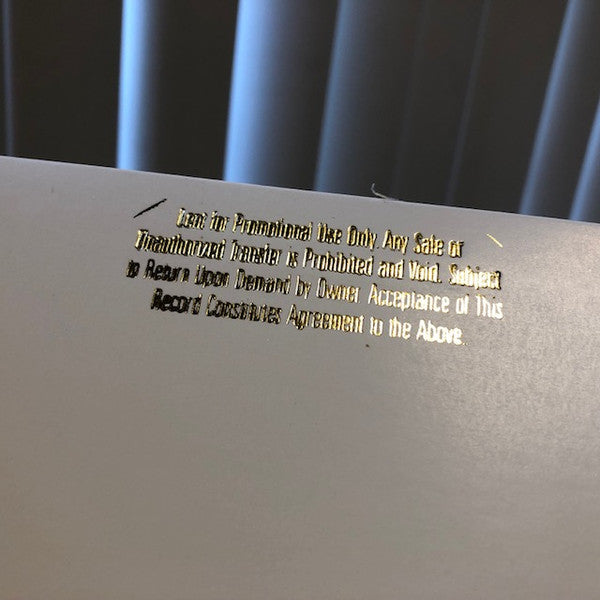 Lent for Promotional Use Only. Any Sale or
Unauthorized Transfer is Prohibited and Void. Subject
to Return Upon Demand by Owner. Acceptance of This
Record Constitutes Agreement to the Above.